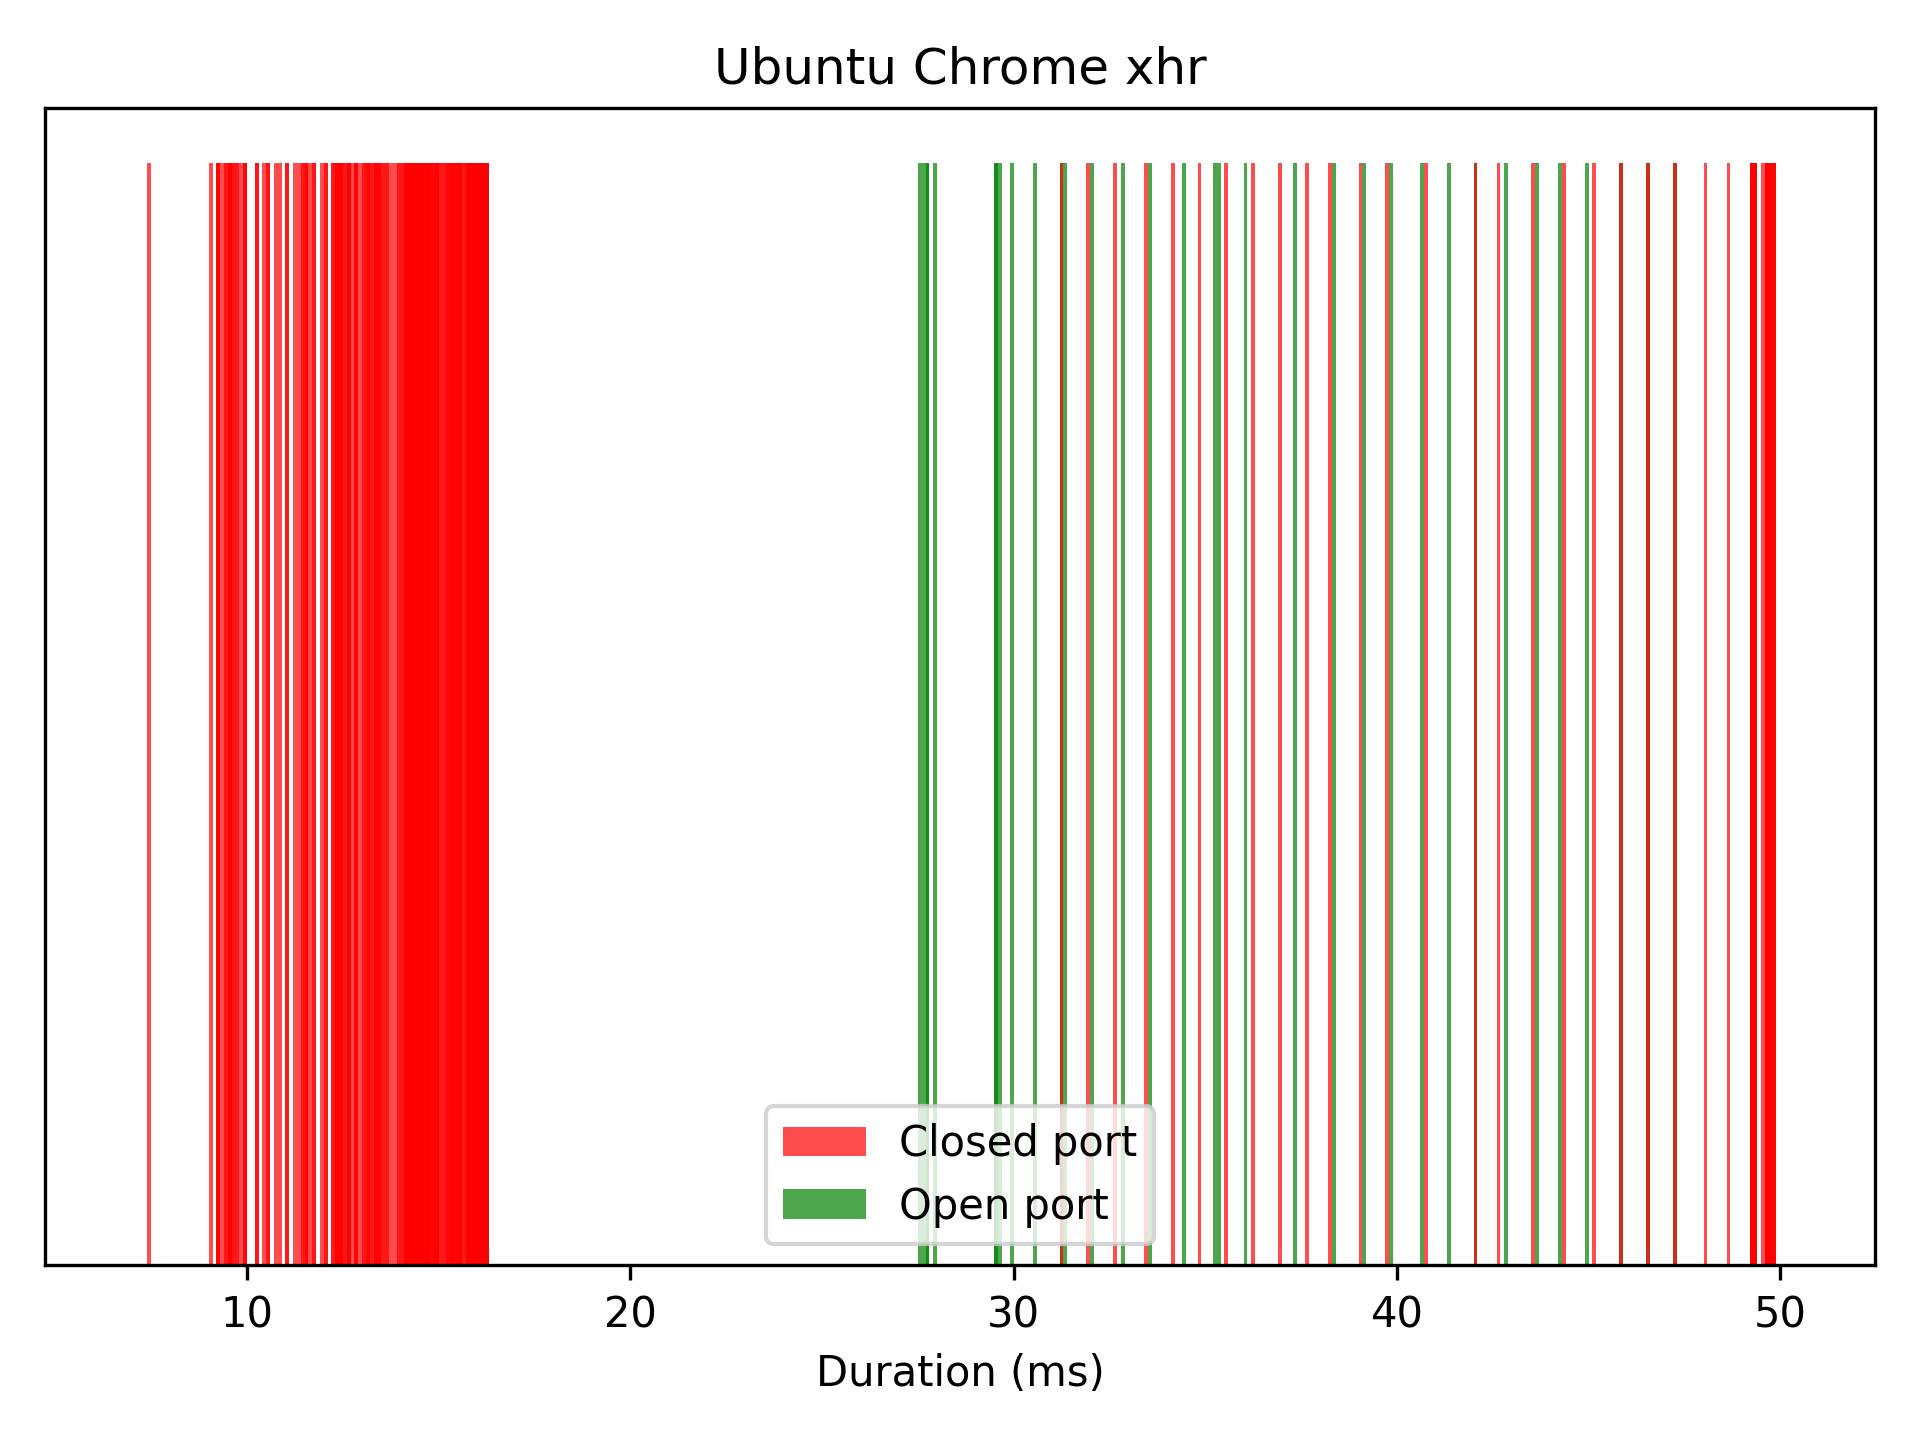 Ubuntu Chrome xhr
Closed port
Open port
10 20 30 40 50
Duration (ms)